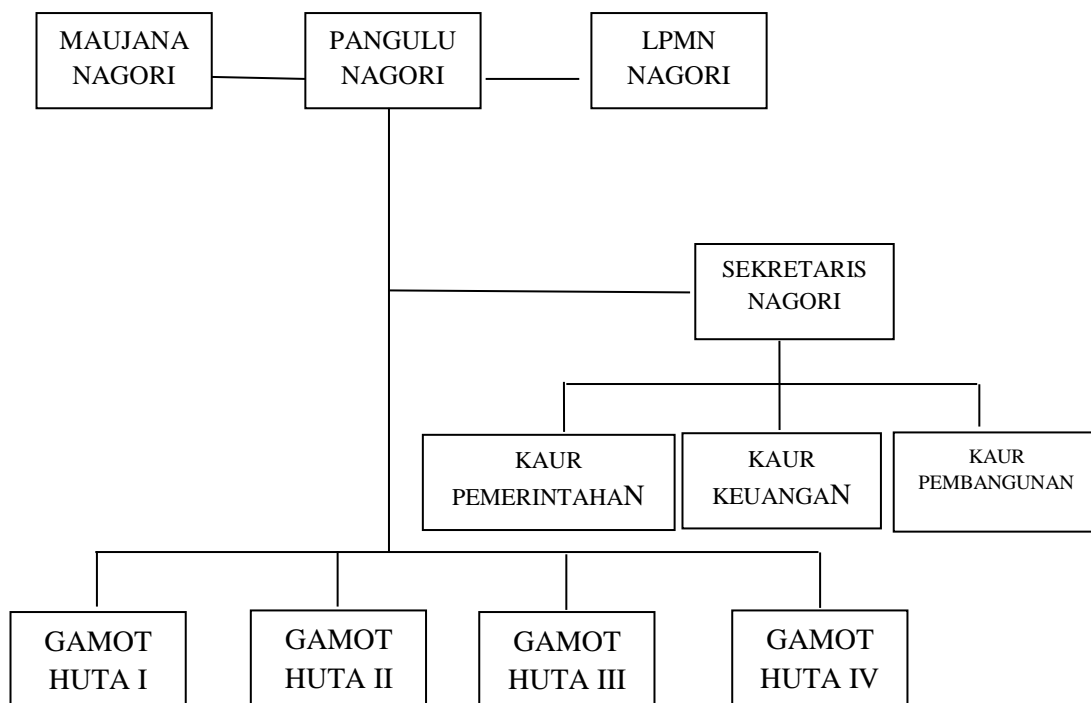 MAUJANA
NAGORI
PANGULU
NAGORI
LPMN
NAGORI
SEKRETARIS
NAGORI
KAUR
PEMERINTAHAN
KAUR
KEUANGAN
KAUR
PEMBANGUNAN
GAMOT
HUTA I
GAMOT
HUTA II
GAMOT
HUTA III
GAMOT
HUTA IV